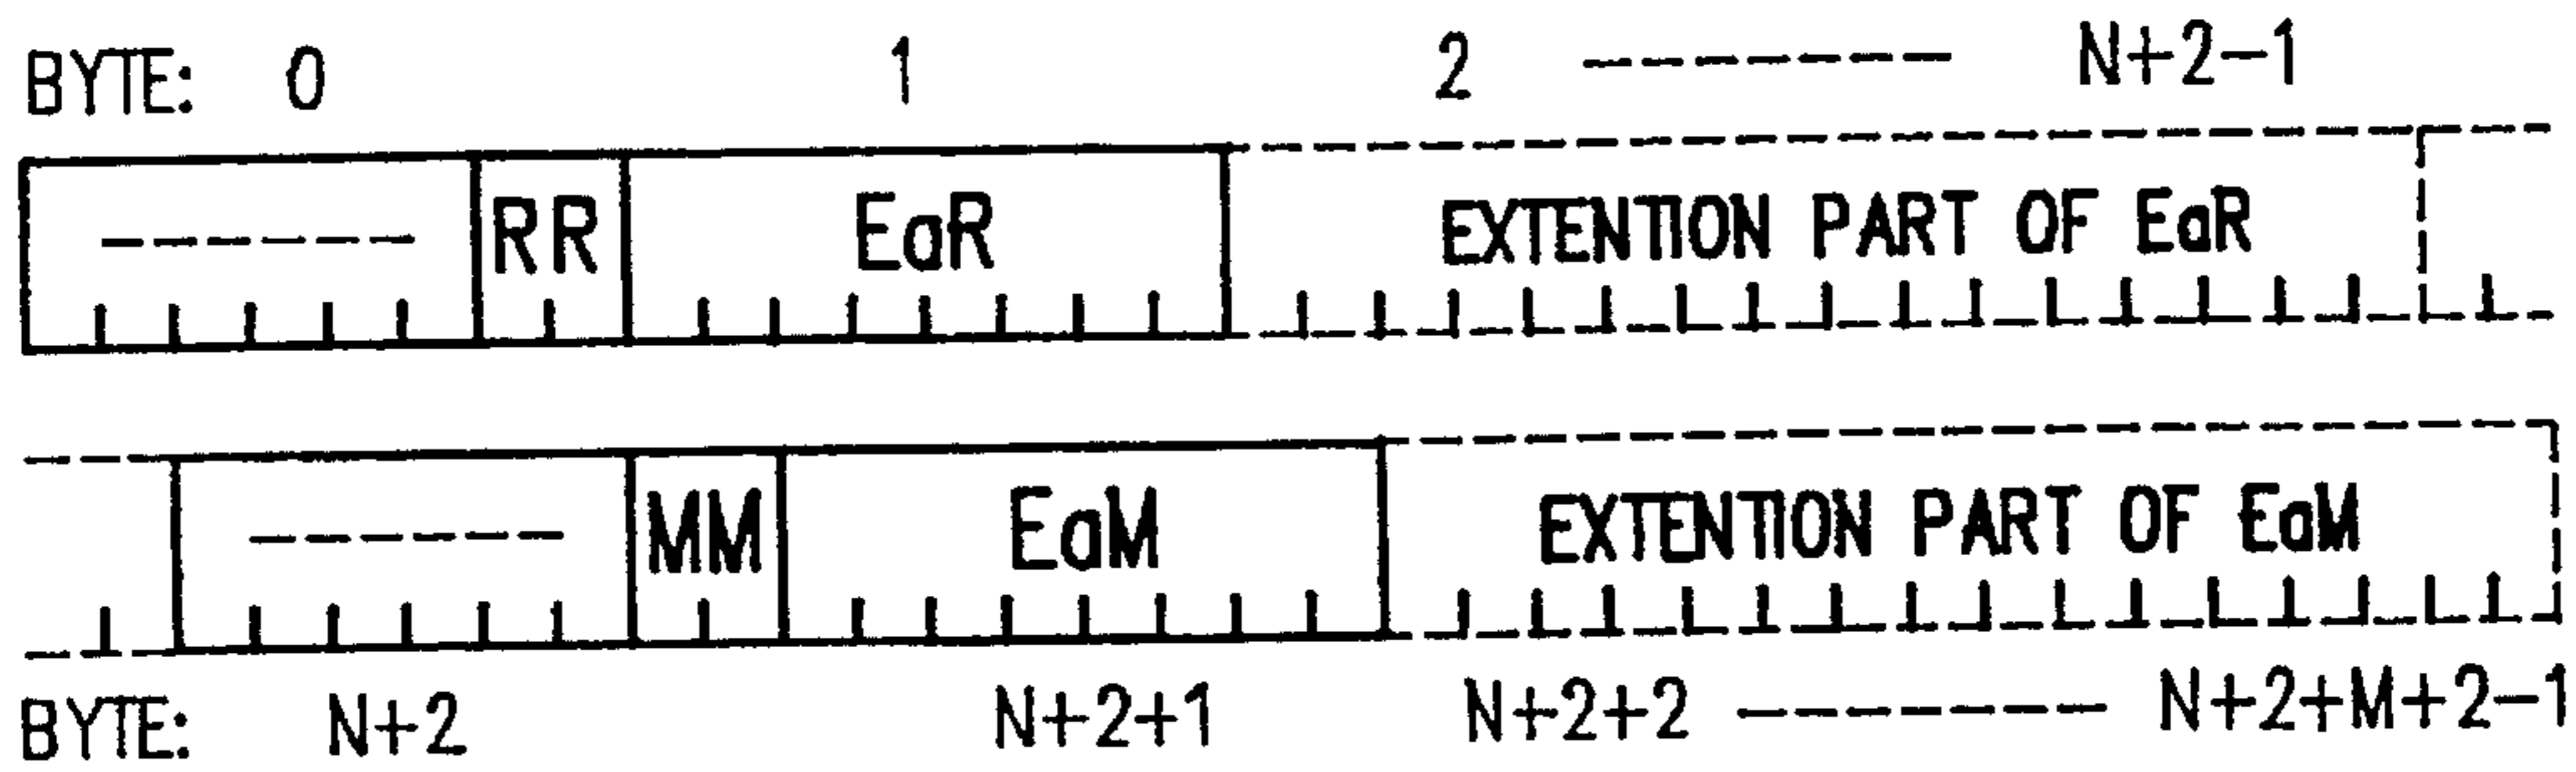 BYTE: 0 1 2 ------- N+2-1
------ RR EaR EXTENTION PART OF EaR
------ MM EaM EXTENTION PART OF EaM
BYTE: N+2 N+2+1 N+2+2 ------- N+2+M+2-1